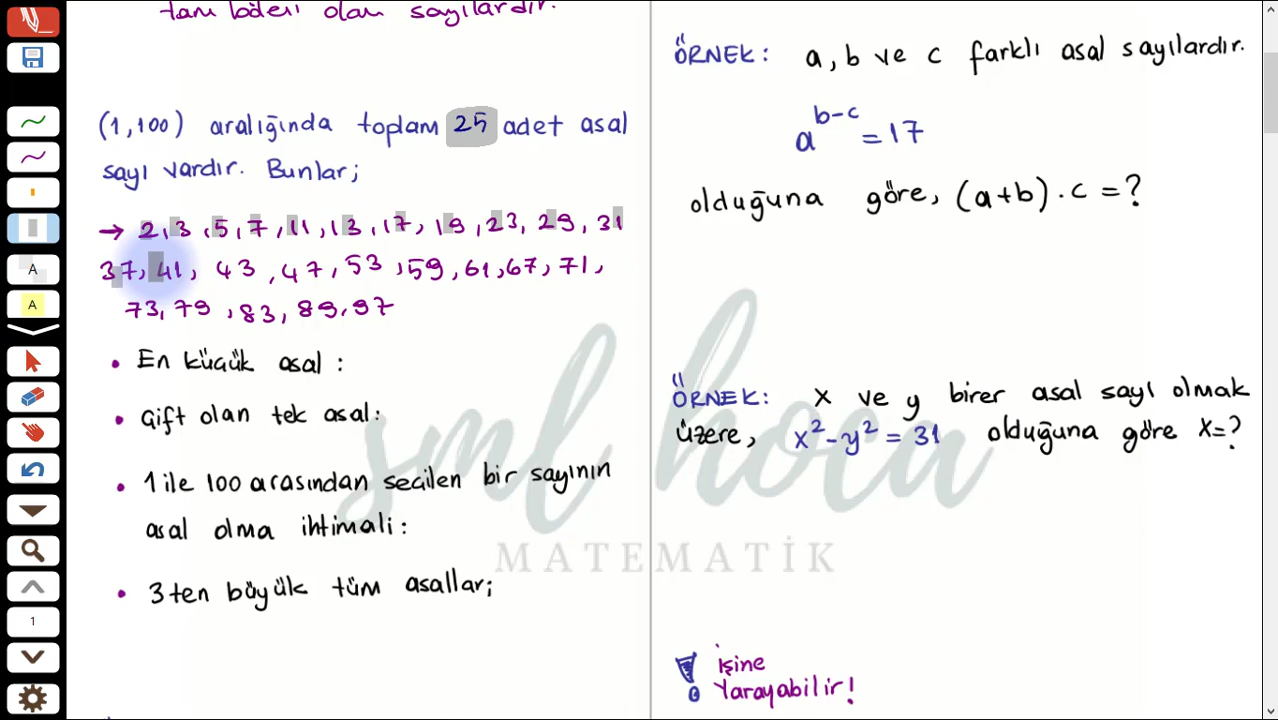 tam böleni olan sayılardır.
(1,100) aralığında toplam 25 adet asal
sayı vardır. Bunlar;
→ 2, 3, 5, 7, 11, 13, 17, 19, 23, 29, 31
37, 41, 43, 47, 53, 59, 61, 67, 71,
73, 79, 83, 89, 97
• En küçük asal :
• Çift olan tek asal:
• 1 ile 100 arasından seçilen bir sayının
asal olma ihtimali :
• 3ten büyük tüm asallar;
ÖRNEK: a, b ve c farklı asal sayılardır.
a^{b-c} = 17
olduğuna göre, (a+b).c = ?
ÖRNEK: x ve y birer asal sayı olmak
üzere, x² - y² = 31 olduğuna göre x=?
! İşine
Yarayabilir!
sml hoca
MATEMATİK
A
A
1